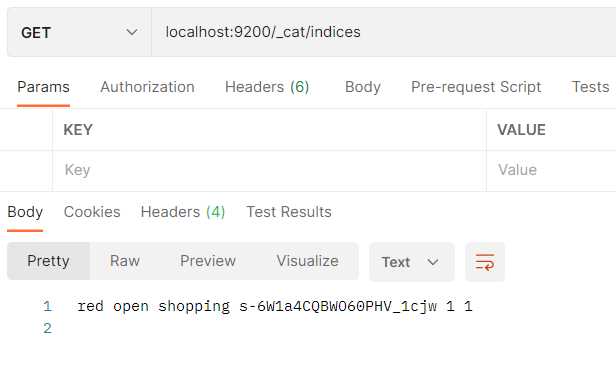 GET localhost:9200/_cat/indices
Params Authorization Headers (6) Body Pre-request Script Tests
KEY VALUE
Key Value
Body Cookies Headers (4) Test Results
Pretty Raw Preview Visualize Text
1 red open shopping s-6W1a4CQBWO60PHV_1cjw 1 1
2